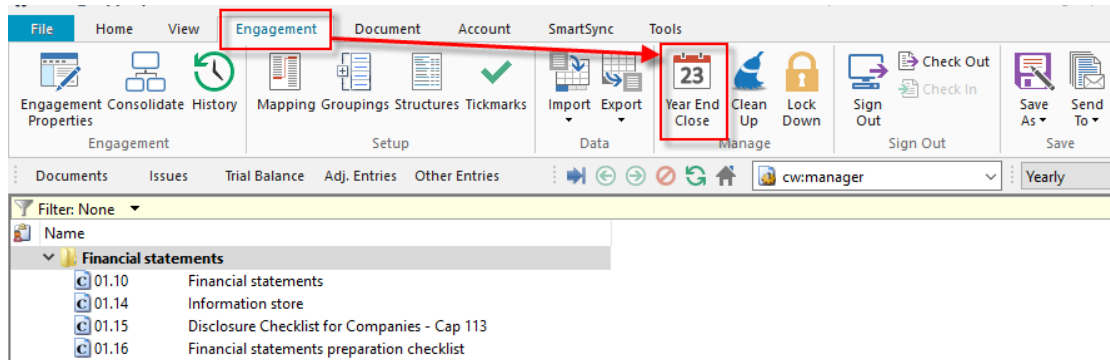 File Home View Engagement Document Account SmartSync Tools
Engagement Properties Consolidate History Mapping Groupings Structures Tickmarks Import Export 23 Year End Close Clean Up Lock Down Sign Out Check Out Check In Save As Send To
Engagement Setup Data Manage Sign Out Save
Documents Issues Trial Balance Adj. Entries Other Entries cw:manager Yearly
Filter: None
Name
Financial statements
01.10 Financial statements
01.14 Information store
01.15 Disclosure Checklist for Companies - Cap 113
01.16 Financial statements preparation checklist